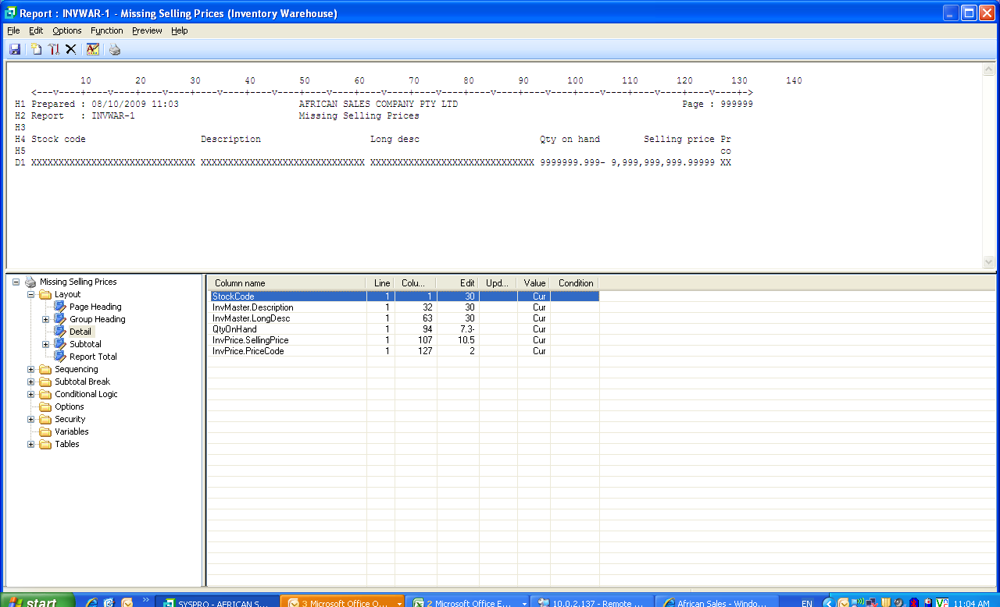 Report : INVWAR-1 - Missing Selling Prices (Inventory Warehouse)
File Edit Options Function Preview Help
10 20 30 40 50 60 70 80 90 100 110 120 130 140
<---v----+----v----+----v----+----v----+----v----+----v----+----v----+----v----+----v----+----v----+----v----+----v----+----v----+->
H1 Prepared : 08/10/2009 11:03 AFRICAN SALES COMPANY PTY LTD Page : 999999
H2 Report : INVWAR-1 Missing Selling Prices
H3
H4 Stock code Description Long desc Qty on hand Selling price Pr
H5 co
D1 XXXXXXXXXXXXXXXXXXXXXXXXXXXXXX XXXXXXXXXXXXXXXXXXXXXXXXXXXXXX XXXXXXXXXXXXXXXXXXXXXXXXXXXXXX 9999999.999- 9,999,999,999.99999 XX
Missing Selling Prices
Layout
Page Heading
Group Heading
Detail
Subtotal
Report Total
Sequencing
Subtotal Break
Conditional Logic
Options
Security
Variables
Tables
Column name Line Colu... Edit Upd... Value Condition
StockCode 1 1 30 Cur
InvMaster.Description 1 32 30 Cur
InvMaster.LongDesc 1 63 30 Cur
QtyOnHand 1 94 7.3- Cur
InvPrice.SellingPrice 1 107 10.5 Cur
InvPrice.PriceCode 1 127 2 Cur
start SYSPRO - AFRICAN S... 3 Microsoft Office O... 2 Microsoft Office E... 10.0.2.137 - Remote ... African Sales - Windo... EN 11:04 AM